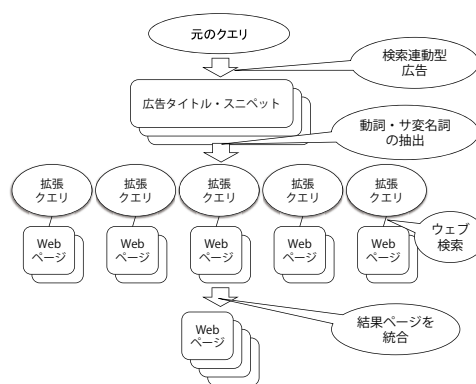 元のクエリ
検索連動型
広告
広告タイトル・スニペット
動詞・サ変名詞
の抽出
拡張
クエリ
拡張
クエリ
拡張
クエリ
拡張
クエリ
拡張
クエリ
Web
ページ
Web
ページ
Web
ページ
Web
ページ
Web
ページ
ウェブ
検索
結果ページを
統合
Web
ページ